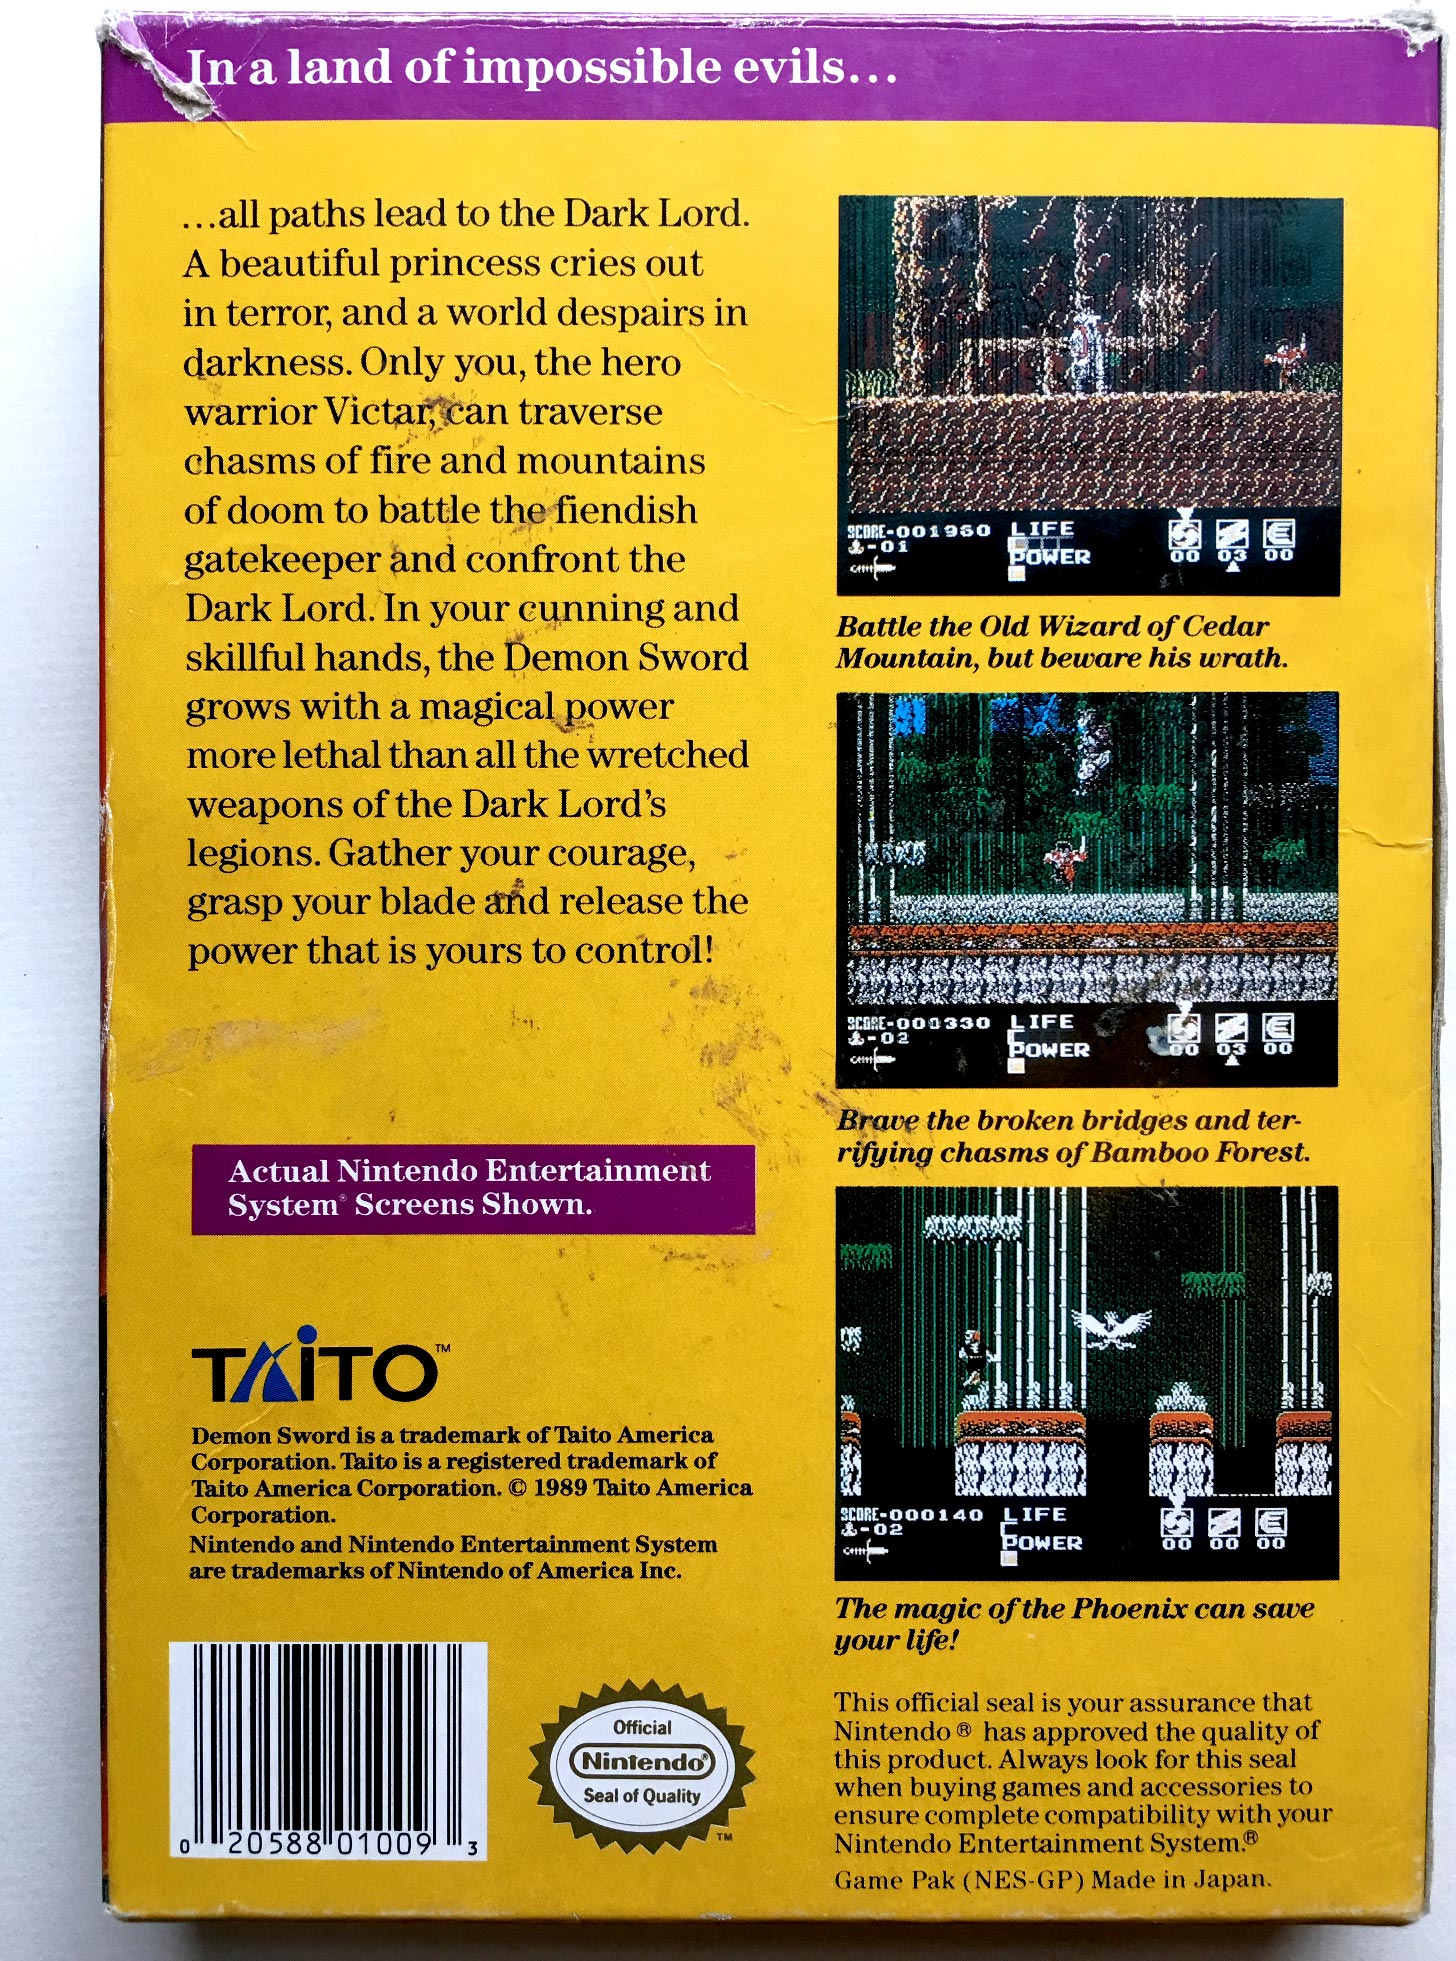 In a land of impossible evils...
...all paths lead to the Dark Lord.
A beautiful princess cries out
in terror, and a world despairs in
darkness. Only you, the hero
warrior Victar, can traverse
chasms of fire and mountains
of doom to battle the fiendish
gatekeeper and confront the
Dark Lord. In your cunning and
skillful hands, the Demon Sword
grows with a magical power
more lethal than all the wretched
weapons of the Dark Lord's
legions. Gather your courage,
grasp your blade and release the
power that is yours to control!
Actual Nintendo Entertainment
System® Screens Shown.
TAITO™
Demon Sword is a trademark of Taito America
Corporation. Taito is a registered trademark of
Taito America Corporation. © 1989 Taito America
Corporation.
Nintendo and Nintendo Entertainment System
are trademarks of Nintendo of America Inc.
0 20588 01009 3
Official
Nintendo®
Seal of Quality
™
SCORE-001960 LIFE
-01
POWER
00 03 00
Battle the Old Wizard of Cedar
Mountain, but beware his wrath.
SCORE-000330 LIFE
-02
POWER
00 03 00
Brave the broken bridges and ter-
rifying chasms of Bamboo Forest.
SCORE-000140 LIFE
-02
POWER
00 00 00
The magic of the Phoenix can save
your life!
This official seal is your assurance that
Nintendo® has approved the quality of
this product. Always look for this seal
when buying games and accessories to
ensure complete compatibility with your
Nintendo Entertainment System.®
Game Pak (NES-GP) Made in Japan.